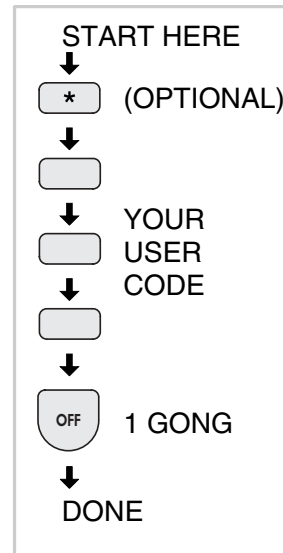 START HERE
* (OPTIONAL)
YOUR
USER
CODE
OFF 1 GONG
DONE